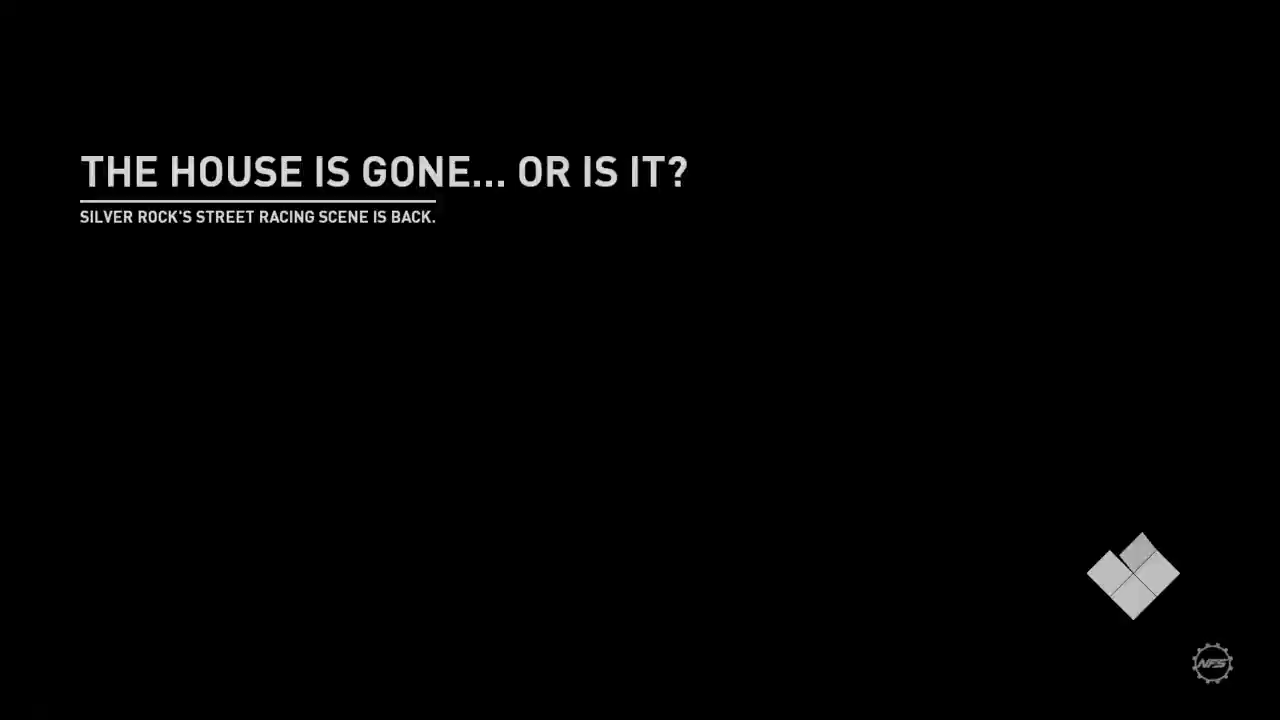 THE HOUSE IS GONE... OR IS IT?
SILVER ROCK'S STREET RACING SCENE IS BACK.
NFS